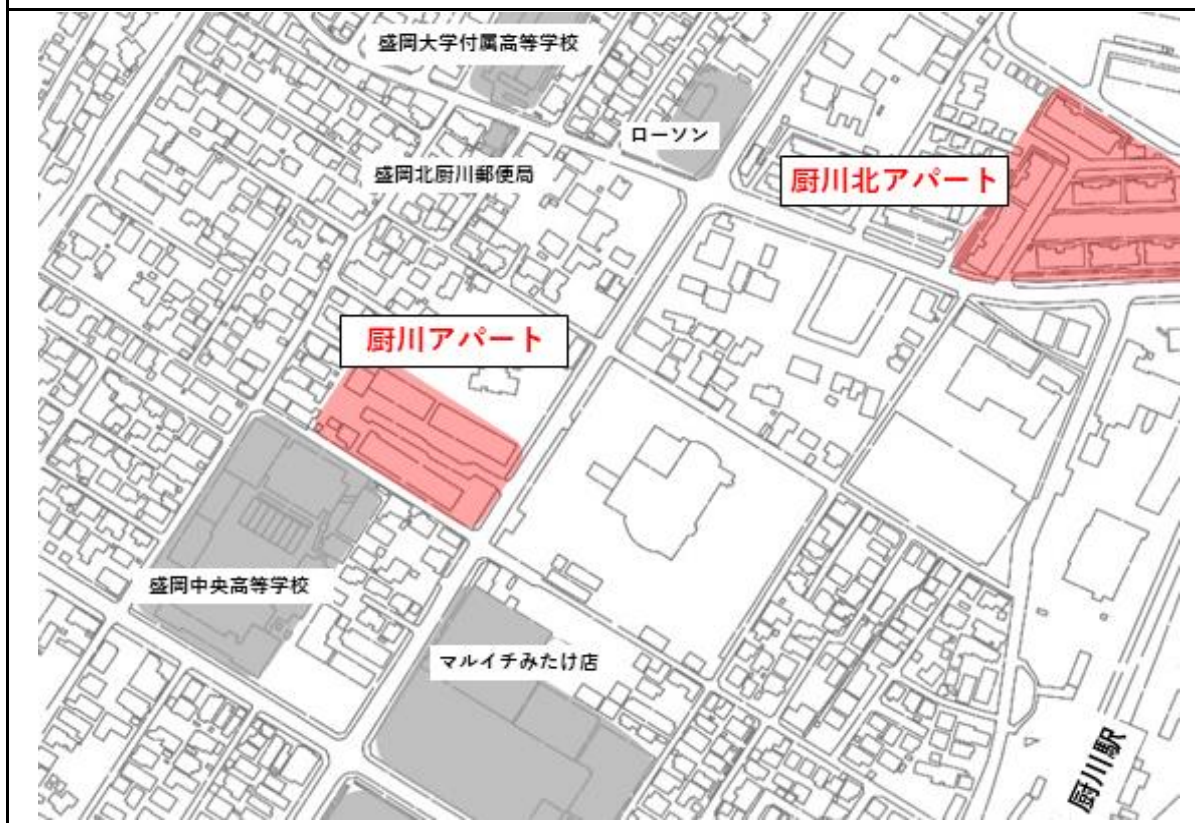 盛岡大学付属高等学校
ローソン
盛岡北厨川郵便局
厨川北アパート
厨川アパート
盛岡中央高等学校
マルイチみたけ店
厨川駅